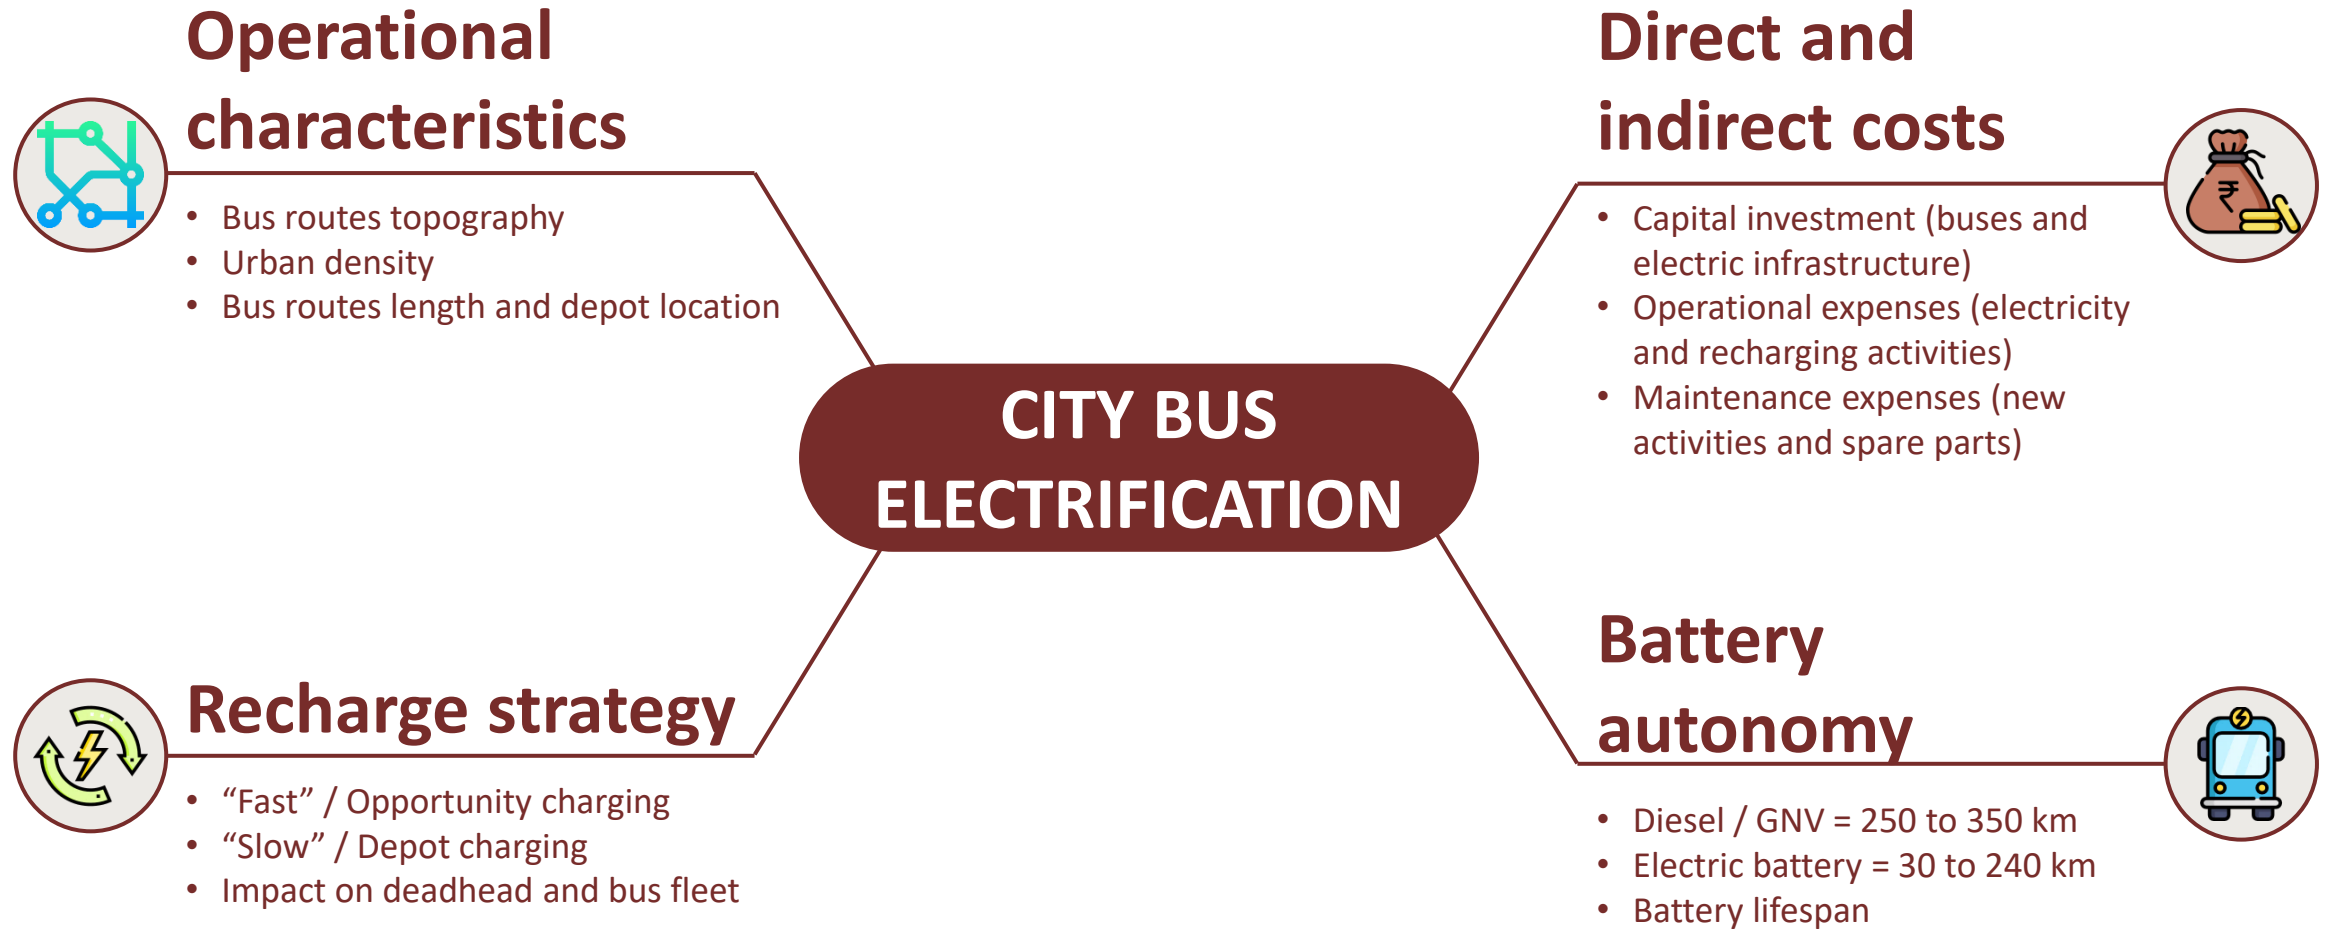 Operational
characteristics
• Bus routes topography
• Urban density
• Bus routes length and depot location
Direct and
indirect costs
₹
• Capital investment (buses and
electric infrastructure)
• Operational expenses (electricity
and recharging activities)
• Maintenance expenses (new
activities and spare parts)
CITY BUS
ELECTRIFICATION
Recharge strategy
• “Fast” / Opportunity charging
• “Slow” / Depot charging
• Impact on deadhead and bus fleet
Battery
autonomy
• Diesel / GNV = 250 to 350 km
• Electric battery = 30 to 240 km
• Battery lifespan